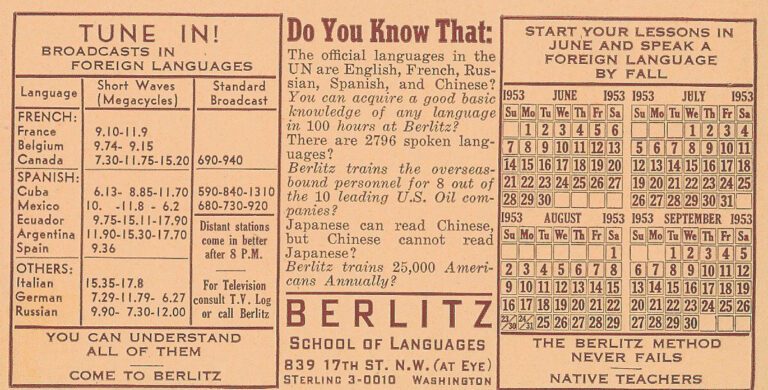 TUNE IN!
BROADCASTS IN
FOREIGN LANGUAGES
Language Short Waves (Megacycles) Standard Broadcast
FRENCH:
France 9.10-11.9
Belgium 9.74- 9.15
Canada 7.30-11.75-15.20 690-940
SPANISH:
Cuba 6.13- 8.85-11.70 590-840-1310
Mexico 10. -11.8 - 6.2 680-730-920
Ecuador 9.75-15.11-17.90
Argentina 11.90-15.30-17.70
Spain 9.36
Distant stations
come in better
after 8 P.M.
OTHERS:
Italian 15.35-17.8
German 7.29-11.79- 6.27
Russian 9.90- 7.30-12.00
For Television
consult T.V. Log
or call Berlitz
YOU CAN UNDERSTAND
ALL OF THEM
COME TO BERLITZ
Do You Know That:
The official languages in the
UN are English, French, Rus-
sian, Spanish, and Chinese?
You can acquire a good basic
knowledge of any language
in 100 hours at Berlitz?
There are 2796 spoken lang-
uages?
Berlitz trains the overseas-
bound personnel for 8 out of
the 10 leading U.S. Oil com-
panies?
Japanese can read Chinese,
but Chinese cannot read
Japanese?
Berlitz trains 25,000 Ameri-
cans Annually?
BERLITZ
SCHOOL OF LANGUAGES
839 17TH ST. N.W. (AT EYE)
STERLING 3-0010 WASHINGTON
START YOUR LESSONS IN
JUNE AND SPEAK A
FOREIGN LANGUAGE
BY FALL
1953 JUNE
Su Mo Tu We Th Fr Sa
1 2 3 4 5 6
7 8 9 10 11 12 13
14 15 16 17 18 19 20
21 22 23 24 25 26 27
28 29 30
1953 JULY 1953
Su Mo Tu We Th Fr Sa
1 2 3 4
5 6 7 8 9 10 11
12 13 14 15 16 17 18
19 20 21 22 23 24 25
26 27 28 29 30 31
1953 AUGUST
Su Mo Tu We Th Fr Sa
1
2 3 4 5 6 7 8
9 10 11 12 13 14 15
16 17 18 19 20 21 22
23/30 24/31 25 26 27 28 29
1953 SEPTEMBER 1953
Su Mo Tu We Th Fr Sa
1 2 3 4 5
6 7 8 9 10 11 12
13 14 15 16 17 18 19
20 21 22 23 24 25 26
27 28 29 30
THE BERLITZ METHOD
NEVER FAILS
NATIVE TEACHERS